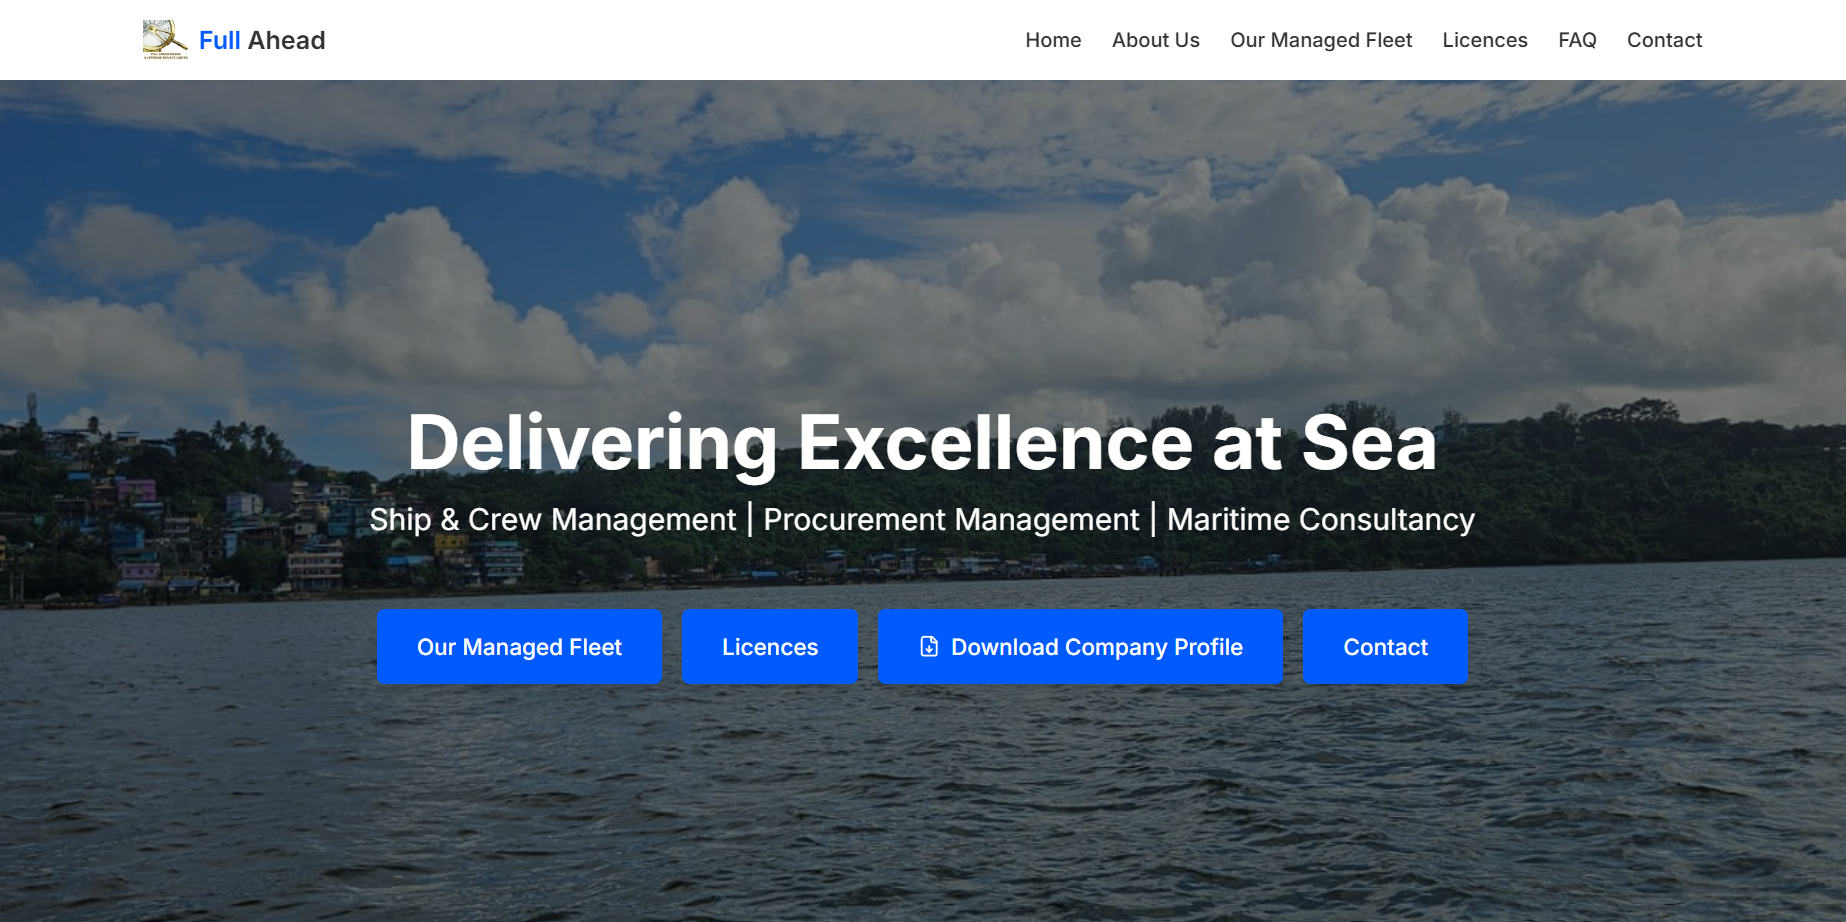 Full Ahead
Home
About Us
Our Managed Fleet
Licences
FAQ
Contact
Delivering Excellence at Sea
Ship & Crew Management | Procurement Management | Maritime Consultancy
Our Managed Fleet
Licences
Download Company Profile
Contact